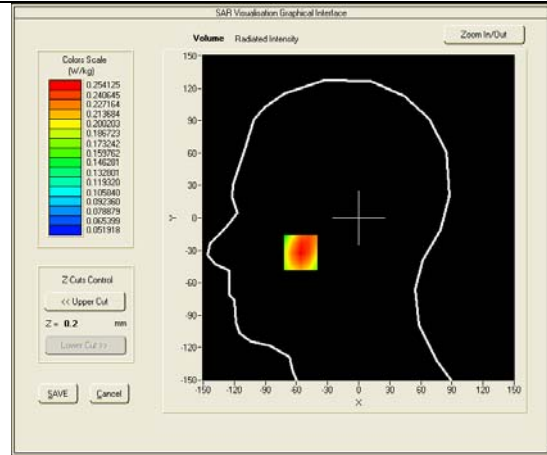 SAR Visualisation Graphical Interface
Volume Radiated Intensity
Zoom In/Out
Colors Scale
(W/kg)
0.254125
0.240645
0.227164
0.213684
0.200203
0.186723
0.173242
0.159762
0.146281
0.132801
0.119320
0.105840
0.092360
0.078879
0.065399
0.051918
Z Cuts Control
<< Upper Cut
Z = 0.2 mm
Lower Cut >>
SAVE Cancel
150
120
90
60
30
0
-30
-60
-90
-120
-150
Y
-150 -120 -90 -60 -30 0 30 60 90 120 150
X